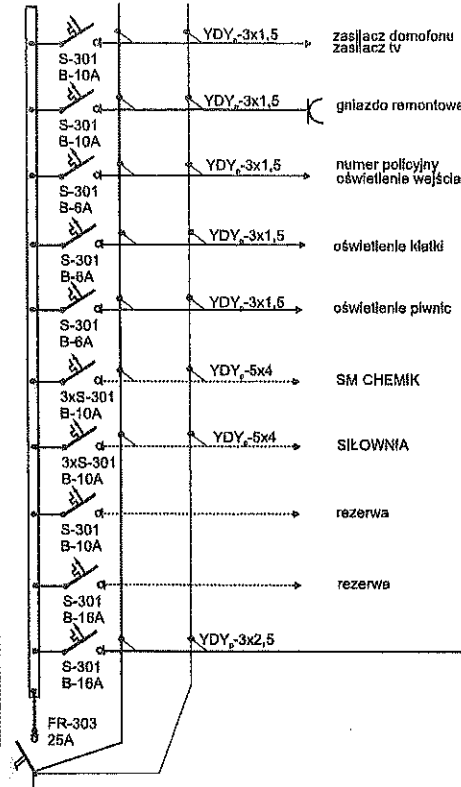 YDYp-3x1,5
zasilacz domofonu
zasilacz tv
S-301
B-10A
YDYp-3x1,5
gniazdo remontowe
S-301
B-10A
YDYp-3x1,5
numer policyjny
oświetlenie wejścia
S-301
B-6A
YDYp-3x1,5
oświetlenie klatki
S-301
B-6A
YDYp-3x1,5
oświetlenie piwnic
S-301
B-6A
YDYp-5x4
SM CHEMIK
3xS-301
B-10A
YDYp-5x4
SIŁOWNIA
3xS-301
B-10A
rezerwa
S-301
B-10A
rezerwa
S-301
B-16A
YDYp-3x2,5
S-301
B-16A
FR-303
25A